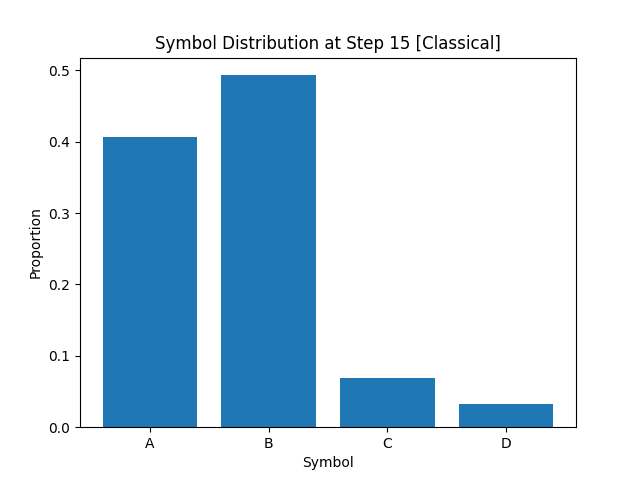 Symbol Distribution at Step 15 [Classical]
0.5
0.4
0.3
0.2
0.1
0.0
Proportion
A B C D
Symbol